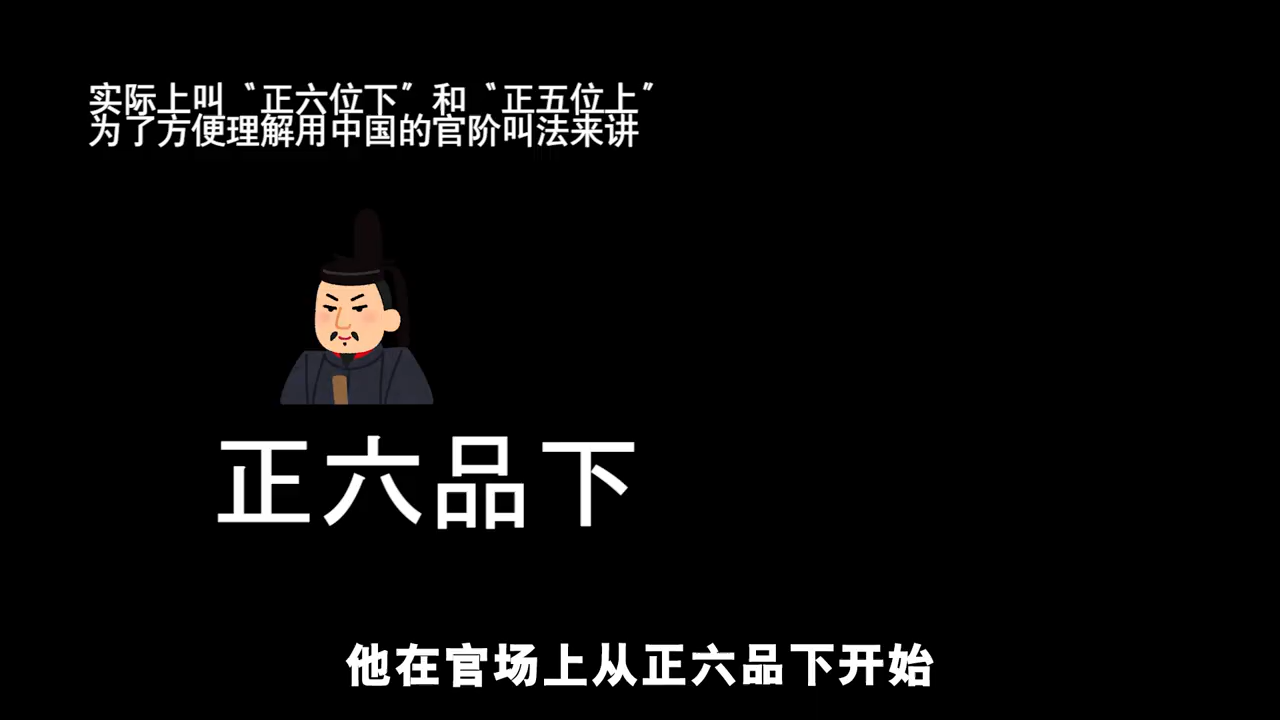 实际上叫“正六位下”和“正五位上”
为了方便理解用中国的官阶叫法来讲
正六品下
他在官场上从正六品下开始